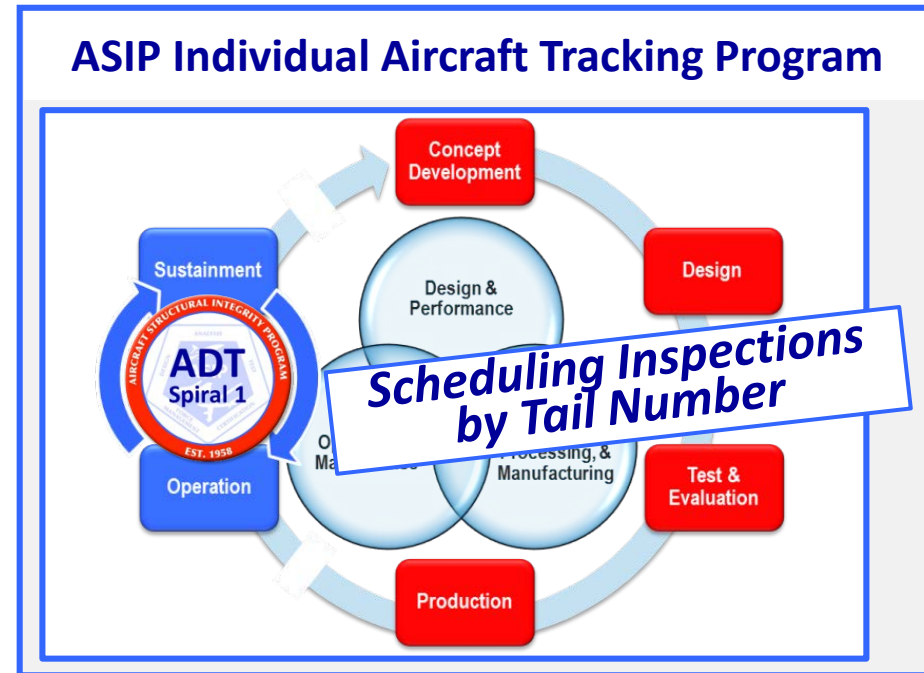 ASIP Individual Aircraft Tracking Program
Concept
Development
Sustainment
Design &
Performance
Design
AIRCRAFT STRUCTURAL INTEGRITY PROGRAM
ADT
Spiral 1
EST. 1958
Scheduling Inspections
by Tail Number
Processing, &
Manufacturing
Operation
Test &
Evaluation
Production